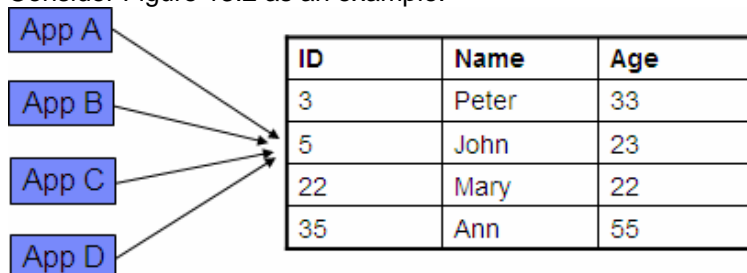 Consider Figure 13.2 as an example.
App A
App B
App C
App D
ID Name Age
3 Peter 33
5 John 23
22 Mary 22
35 Ann 55